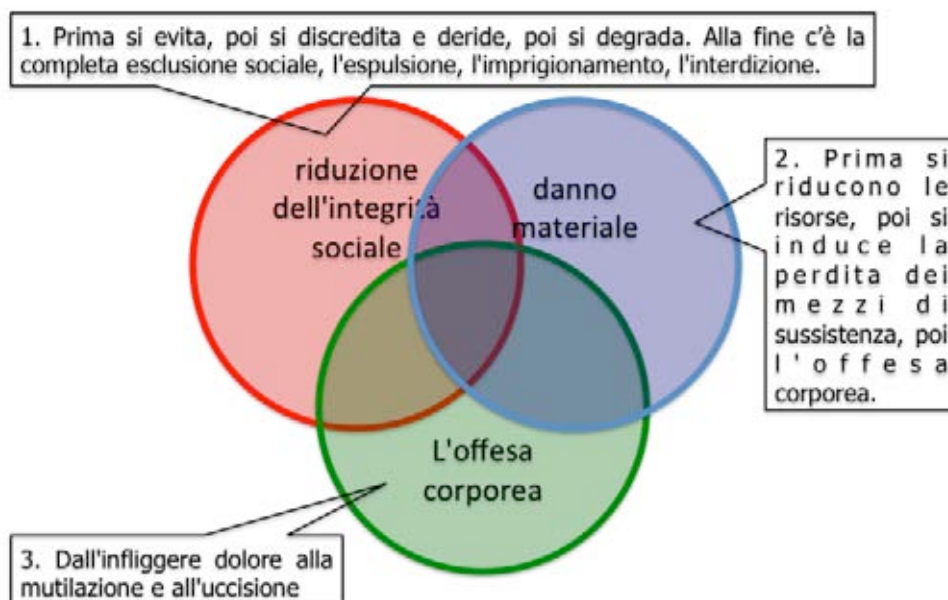 1. Prima si evita, poi si discredita e deride, poi si degrada. Alla fine c'è la
completa esclusione sociale, l'espulsione, l'imprigionamento, l'interdizione.
riduzione
dell'integrità
sociale
danno
materiale
2. Prima si
riducono le
risorse, poi si
induce la
perdita dei
mezzi di
sussistenza, poi
l'offesa
corporea.
L'offesa
corporea
3. Dall'infliggere dolore alla
mutilazione e all'uccisione